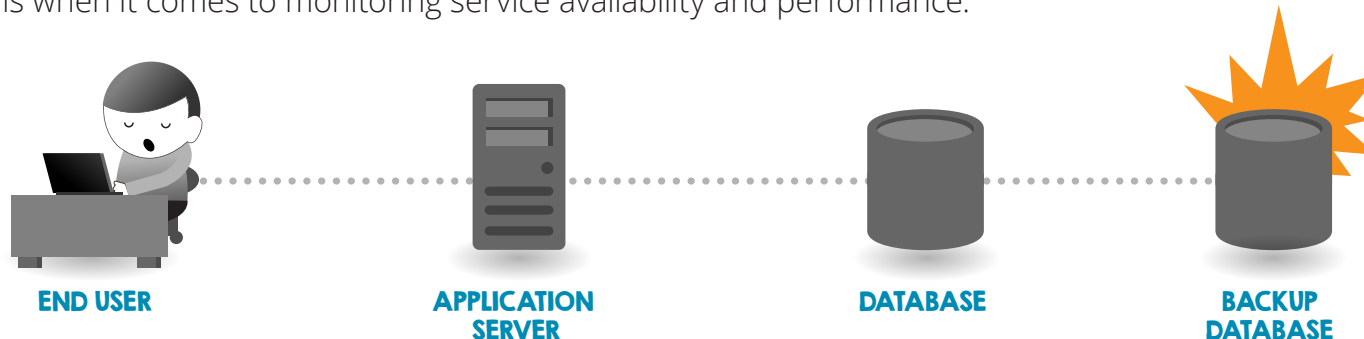 is when it comes to monitoring service availability and performance.
END USER
APPLICATION
SERVER
DATABASE
BACKUP
DATABASE